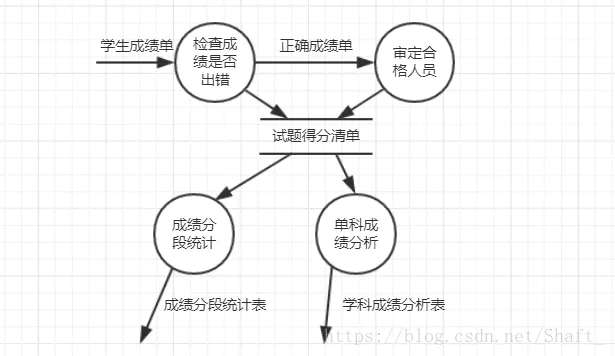 学生成绩单
检查成
绩是否
出错
正确成绩单
审定合
格人员
试题得分清单
成绩分
段统计
单科成
绩分析
成绩分段统计表
学科成绩分析表
https://blog.csdn.net/Shaft_